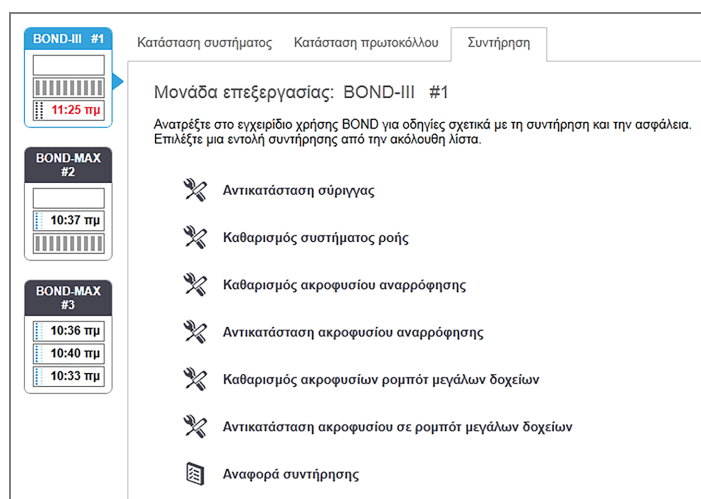 BOND-III #1
11:25 πμ
BOND-MAX
#2
10:37 πμ
BOND-MAX
#3
10:36 πμ
10:40 πμ
10:33 πμ
Κατάσταση συστήματος Κατάσταση πρωτοκόλλου Συντήρηση
Μονάδα επεξεργασίας: BOND-III #1
Ανατρέξτε στο εγχειρίδιο χρήσης BOND για οδηγίες σχετικά με τη συντήρηση και την ασφάλεια.
Επιλέξτε μια εντολή συντήρησης από την ακόλουθη λίστα.
Αντικατάσταση σύριγγας
Καθαρισμός συστήματος ροής
Καθαρισμός ακροφυσίου αναρρόφησης
Αντικατάσταση ακροφυσίου αναρρόφησης
Καθαρισμός ακροφυσίων ρομπότ μεγάλων δοχείων
Αντικατάσταση ακροφυσίου σε ρομπότ μεγάλων δοχείων
Αναφορά συντήρησης